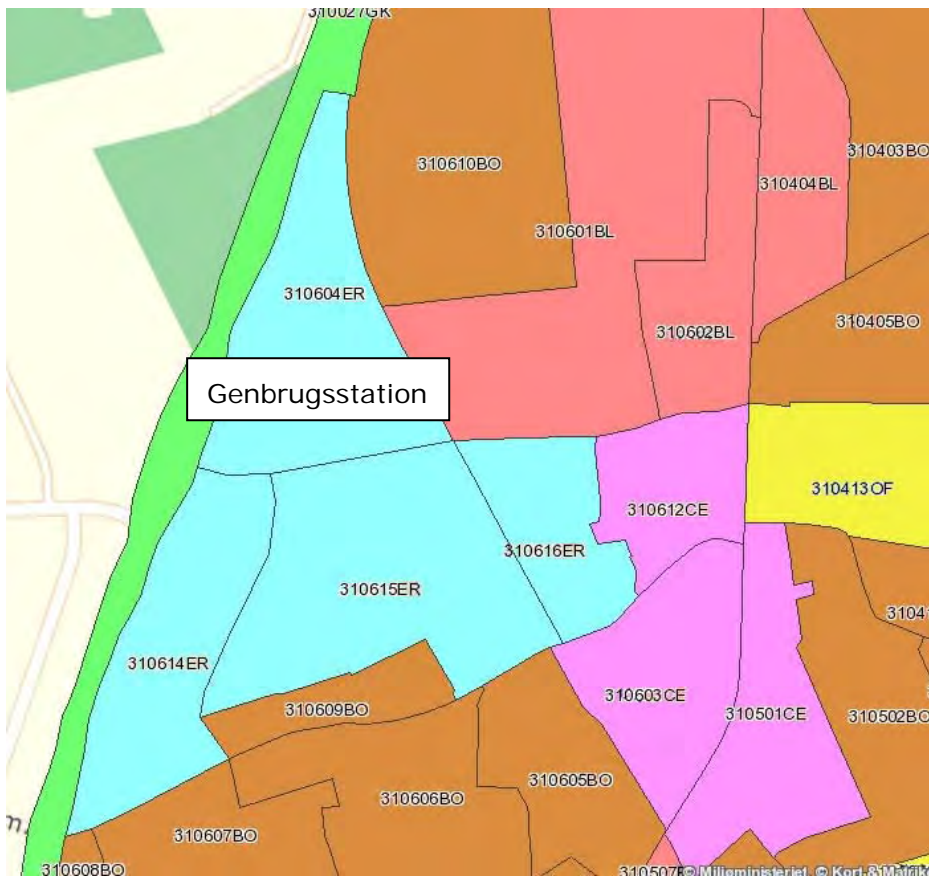 310027GK
310610BO
310403BO
310404BL
310601BL
310604ER
310405BO
310602BL
Genbrugsstation
310413OF
310612CE
310616ER
310615ER
310614ER
310603CE
310609BO
310501CE
310502BO
310605BO
310606BO
310607BO
310608BO
© Miljøministeriet, © Kort & Matrik